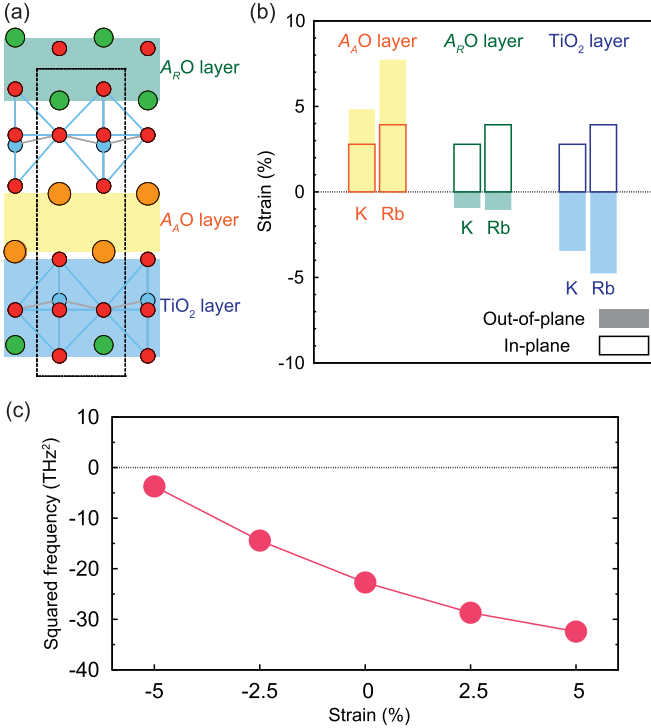 (a)
A_RO layer
A_AO layer
TiO₂ layer
(b)
10
5
0
-5
-10
Strain (%)
A_AO layer A_RO layer TiO₂ layer
K Rb
K Rb
K Rb
Out-of-plane
In-plane
(c)
10
0
-10
-20
-30
-40
Squared frequency (THz²)
-5 -2.5 0 2.5 5
Strain (%)